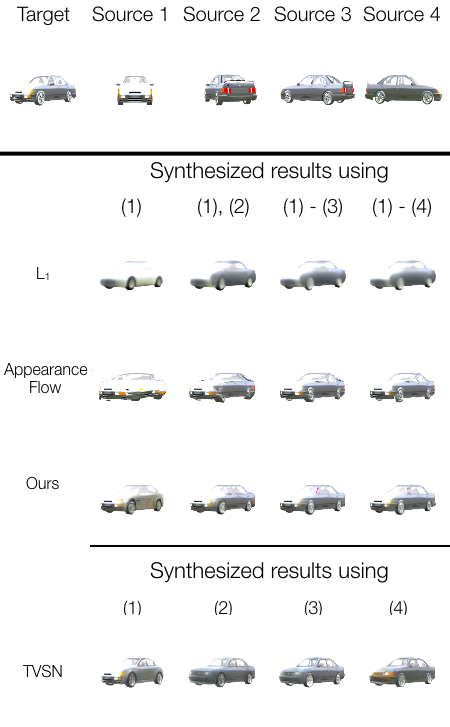 Target Source 1 Source 2 Source 3 Source 4
Synthesized results using
(1) (1), (2) (1) - (3) (1) - (4)
L₁
Appearance
Flow
Ours
Synthesized results using
(1) (2) (3) (4)
TVSN